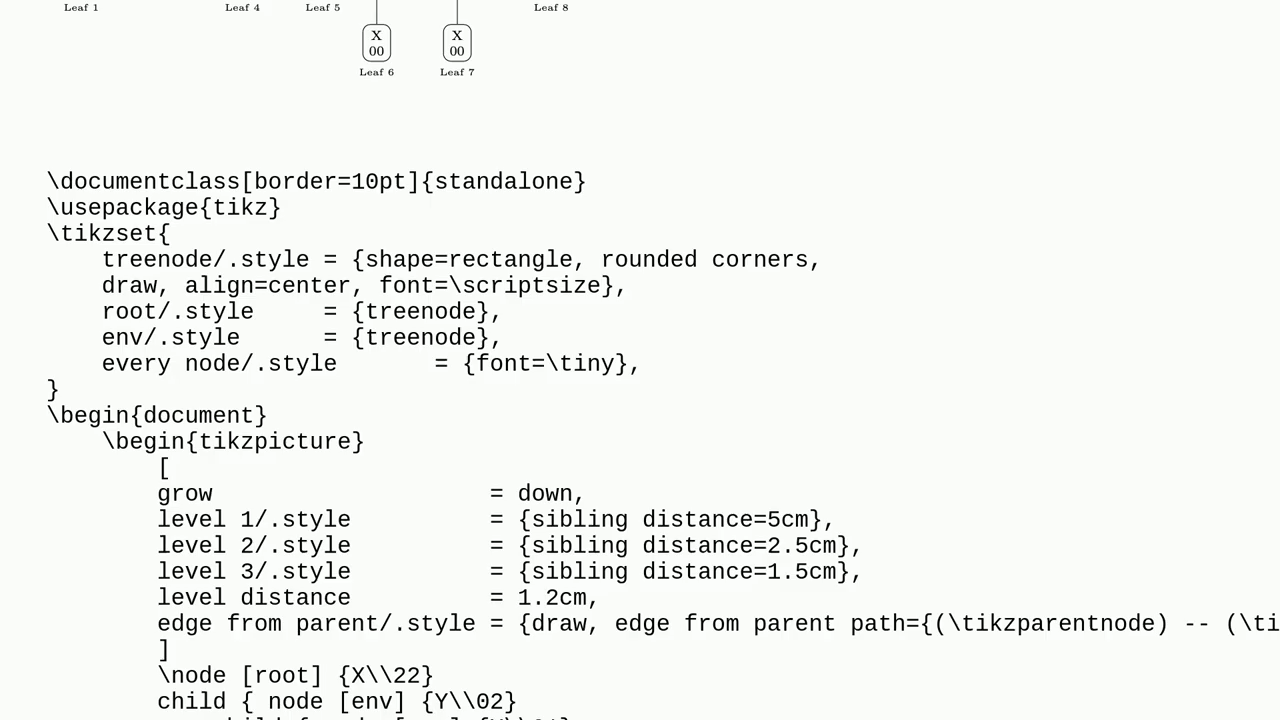 Leaf 1 Leaf 4 Leaf 5 Leaf 8
X X
00 00
Leaf 6 Leaf 7
\documentclass[border=10pt]{standalone}
\usepackage{tikz}
\tikzset{
    treenode/.style = {shape=rectangle, rounded corners,
    draw, align=center, font=\scriptsize},
    root/.style     = {treenode},
    env/.style      = {treenode},
    every node/.style       = {font=\tiny},
}
\begin{document}
    \begin{tikzpicture}
        [
        grow                    = down,
        level 1/.style          = {sibling distance=5cm},
        level 2/.style          = {sibling distance=2.5cm},
        level 3/.style          = {sibling distance=1.5cm},
        level distance          = 1.2cm,
        edge from parent/.style = {draw, edge from parent path={(\tikzparentnode) -- (\ti
        ]
        \node [root] {X\\22}
        child { node [env] {Y\\02}